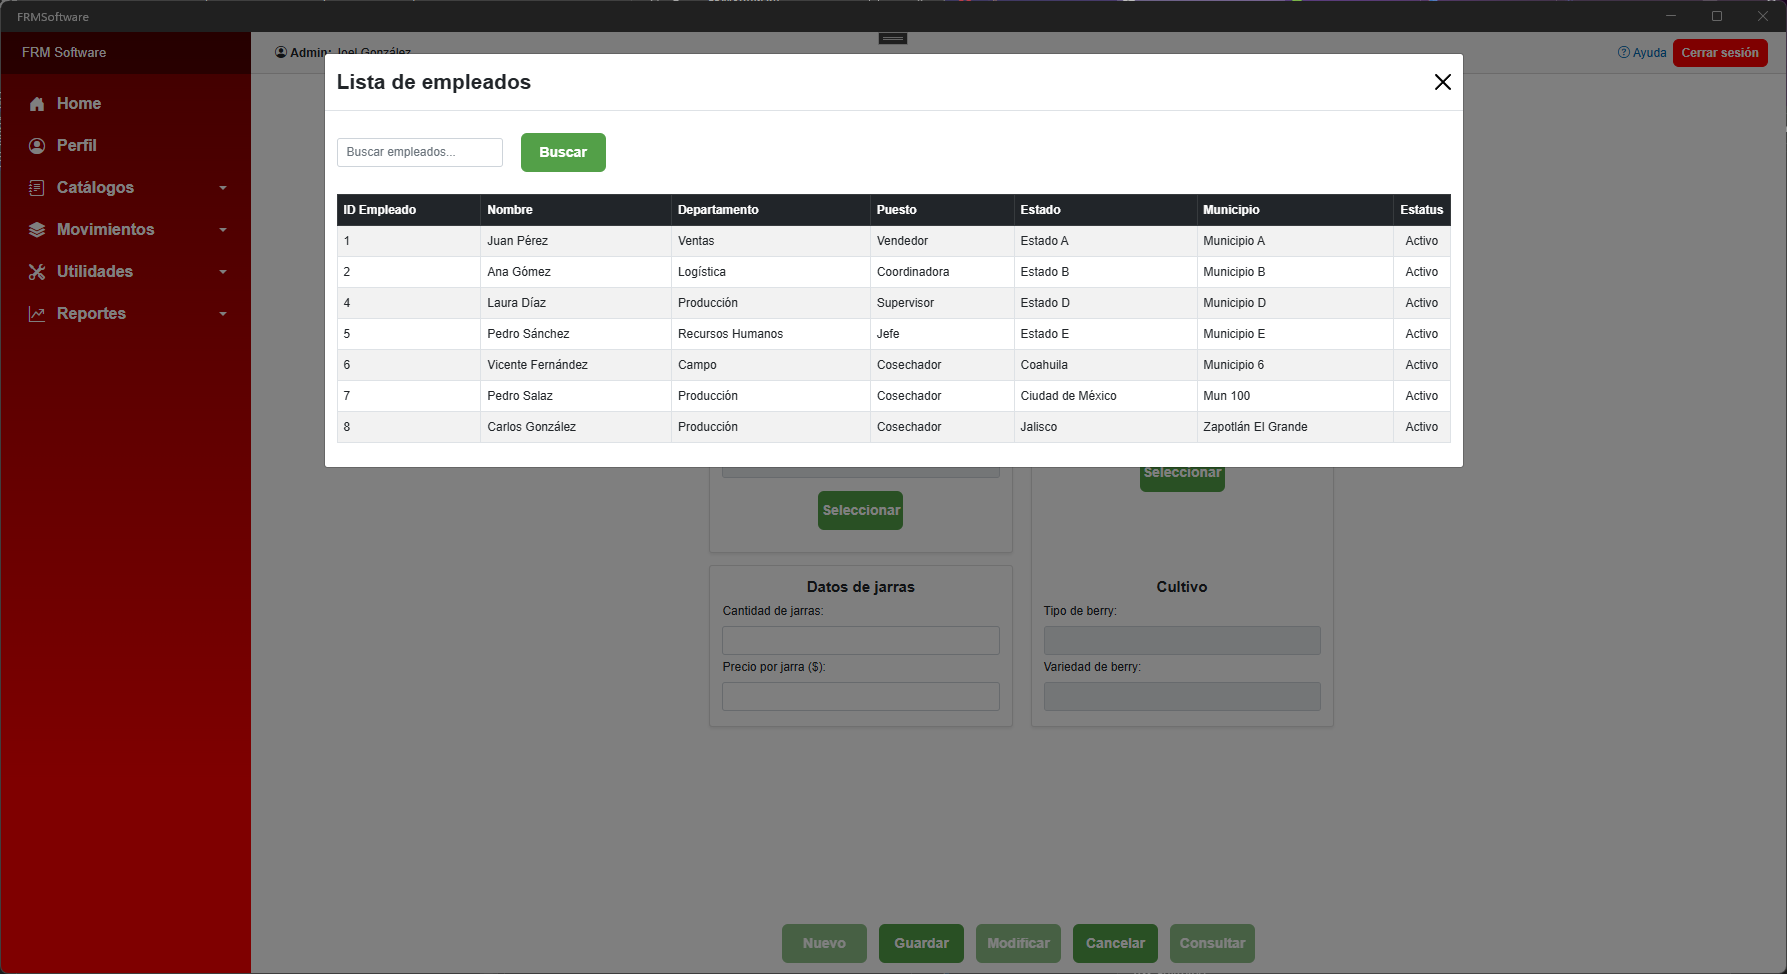 FRMSoftware
FRM Software
Admin: Joel González
Ayuda
Cerrar sesión
Home
Perfil
Catálogos
Movimientos
Utilidades
Reportes
Lista de empleados
Buscar empleados...
Buscar
ID Empleado Nombre Departamento Puesto Estado Municipio Estatus
1 Juan Pérez Ventas Vendedor Estado A Municipio A Activo
2 Ana Gómez Logística Coordinadora Estado B Municipio B Activo
4 Laura Díaz Producción Supervisor Estado D Municipio D Activo
5 Pedro Sánchez Recursos Humanos Jefe Estado E Municipio E Activo
6 Vicente Fernández Campo Cosechador Coahuila Municipio 6 Activo
7 Pedro Salaz Producción Cosechador Ciudad de México Mun 100 Activo
8 Carlos González Producción Cosechador Jalisco Zapotlán El Grande Activo
Seleccionar
Seleccionar
Datos de jarras
Cantidad de jarras:
Precio por jarra ($):
Cultivo
Tipo de berry:
Variedad de berry:
Nuevo
Guardar
Modificar
Cancelar
Consultar